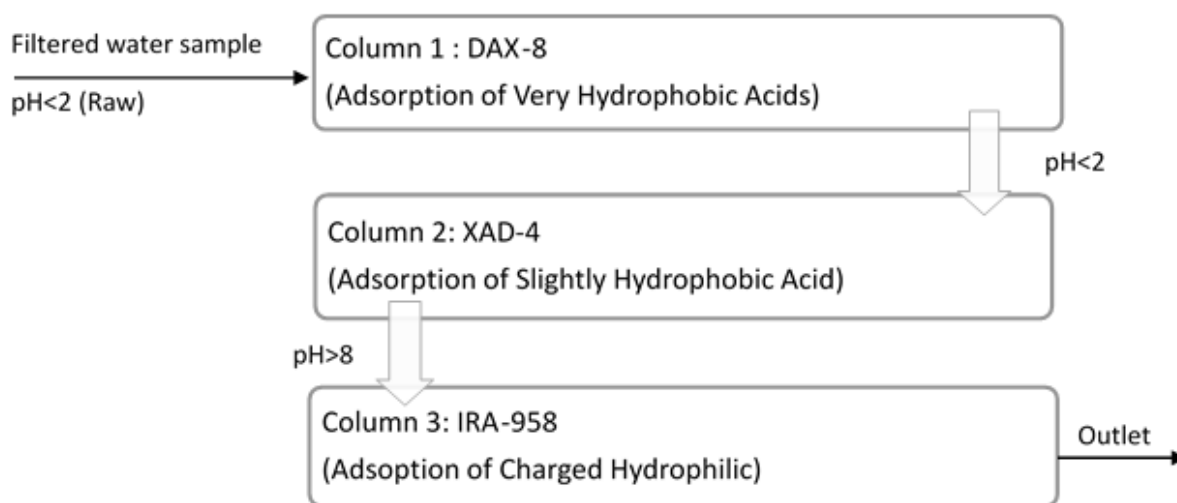 Filtered water sample
pH<2 (Raw)
Column 1 : DAX-8
(Adsorption of Very Hydrophobic Acids)
pH<2
Column 2: XAD-4
(Adsorption of Slightly Hydrophobic Acid)
pH>8
Column 3: IRA-958
(Adsoption of Charged Hydrophilic)
Outlet